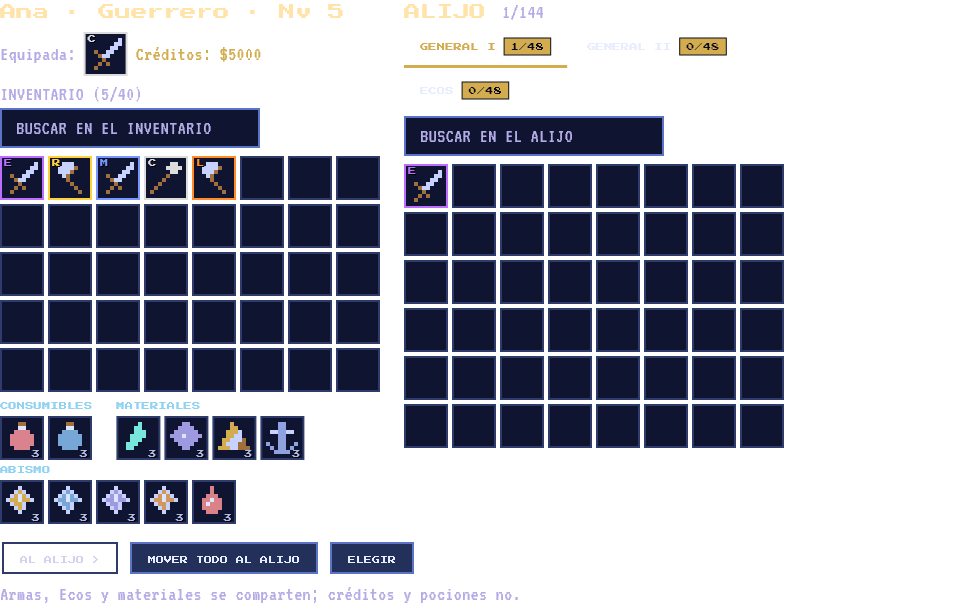 Ana · Guerrero · Nv 5
Equipada: C Créditos: $5000
INVENTARIO (5/40)
BUSCAR EN EL INVENTARIO
E R M C L
CONSUMIBLES MATERIALES
3 3 3 3 3 3
ABISMO
3 3 3 3 3
ALIJO 1/144
GENERAL I 1/48 GENERAL II 0/48
ECOS 0/48
BUSCAR EN EL ALIJO
E
AL ALIJO > MOVER TODO AL ALIJO ELEGIR
Armas, Ecos y materiales se comparten; créditos y pociones no.